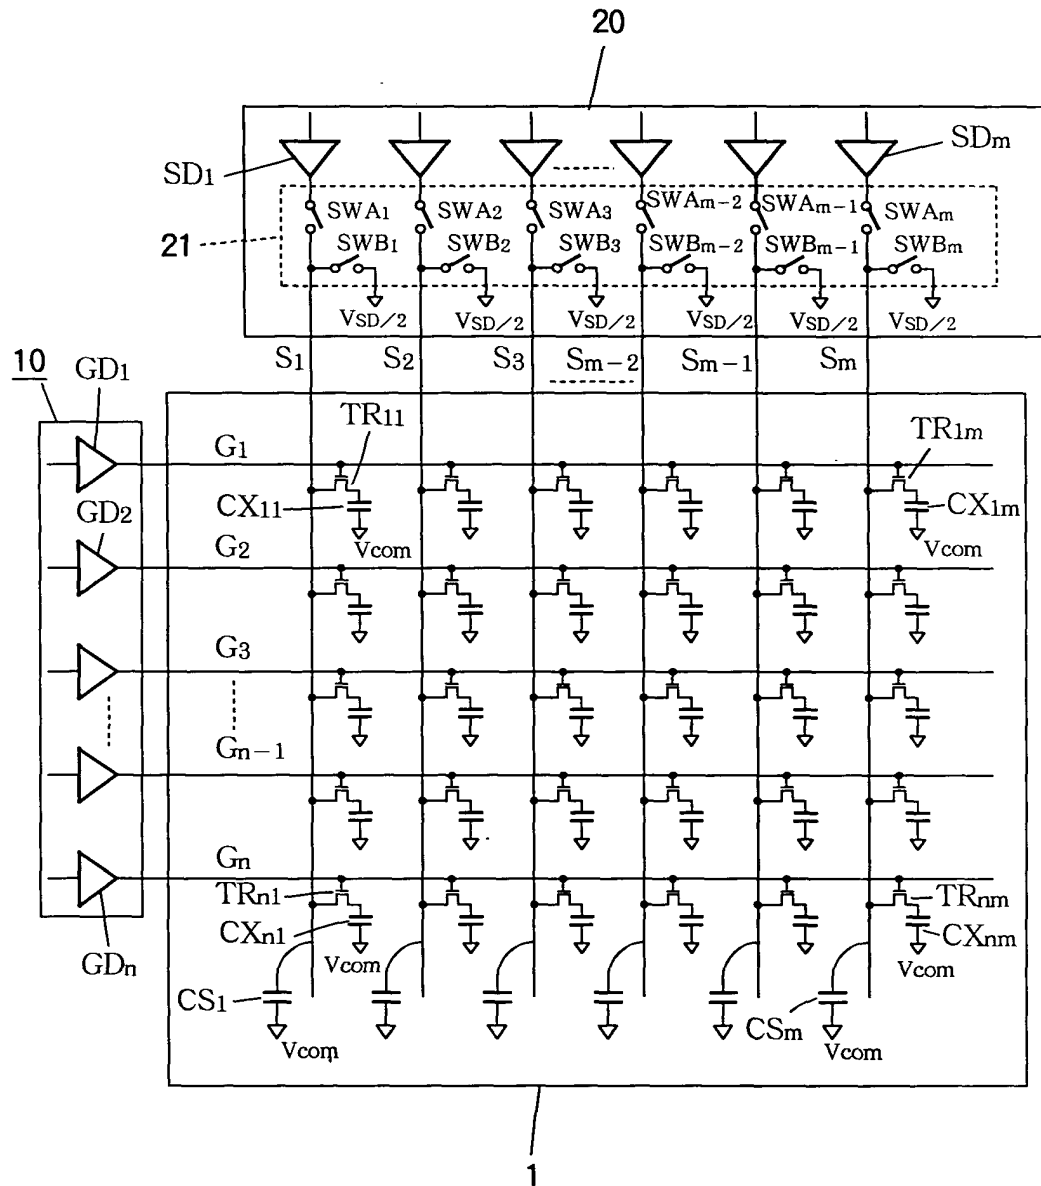 20
SD1
SDm
SWA1 SWA2 SWA3 SWAm-2 SWAm-1 SWAm
21
SWB1 SWB2 SWB3 SWBm-2 SWBm-1 SWBm
VSD/2 VSD/2 VSD/2 VSD/2 VSD/2 VSD/2
S1 S2 S3 Sm-2 Sm-1 Sm
10
GD1
TR11
TR1m
G1
CX11
CX1m
GD2
Vcom
Vcom
G2
G3
Gn-1
Gn
TRn1
TRnm
CXn1
CXnm
GDn
Vcom
Vcom
CS1
CSm
Vcom
Vcom
1